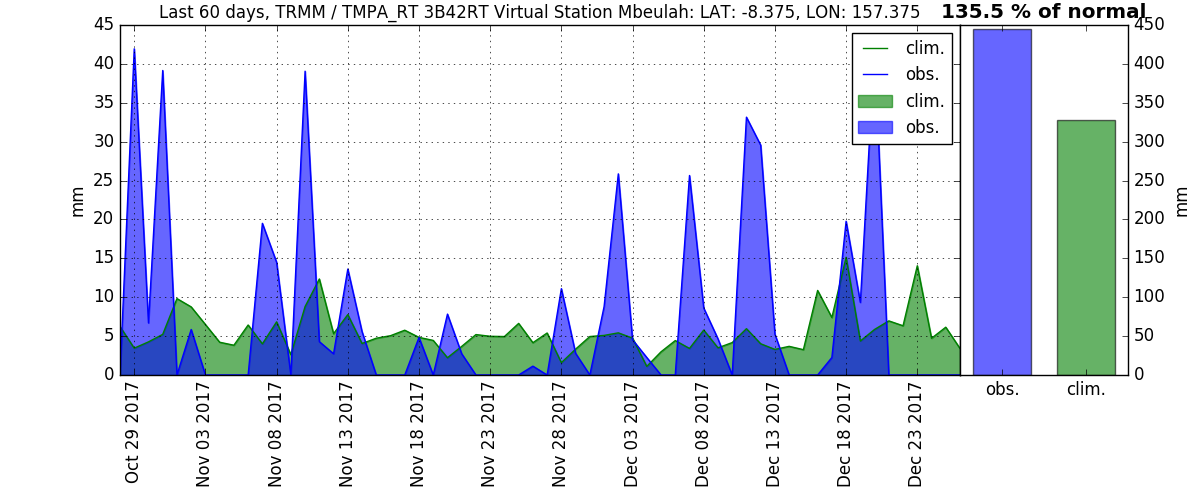 Last 60 days, TRMM / TMPA_RT 3B42RT Virtual Station Mbeulah: LAT: -8.375, LON: 157.375
135.5 % of normal
45
40
35
30
25
20
15
10
5
0
mm
clim.
obs.
clim.
obs.
450
400
350
300
250
200
150
100
50
0
mm
obs.
clim.
Oct 29 2017
Nov 03 2017
Nov 08 2017
Nov 13 2017
Nov 18 2017
Nov 23 2017
Nov 28 2017
Dec 03 2017
Dec 08 2017
Dec 13 2017
Dec 18 2017
Dec 23 2017